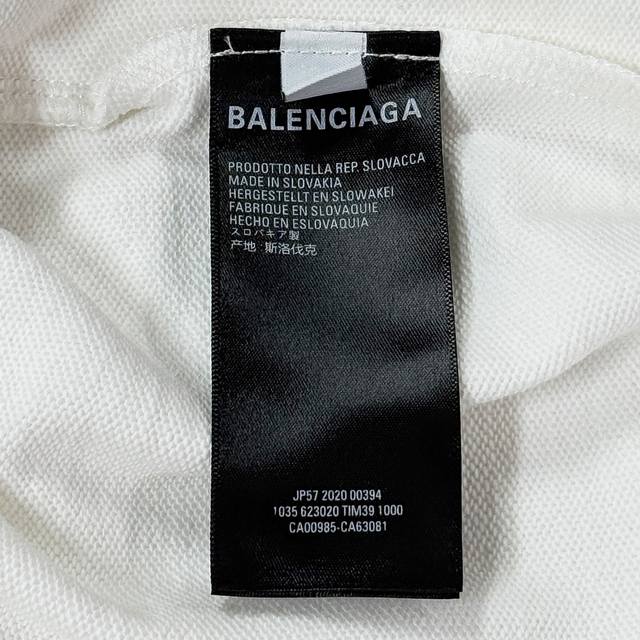 BALENCIAGA
PRODOTTO NELLA REP. SLOVACCA
MADE IN SLOVAKIA
HERGESTELLT EN SLOWAKEI
FABRIQUE EN SLOVAQUIE
HECHO EN ESLOVAQUIA
スロバキア製
产地: 斯洛伐克
JP57 2020 00394
1035 623020 TIM39 1000
CA00985-CA63081